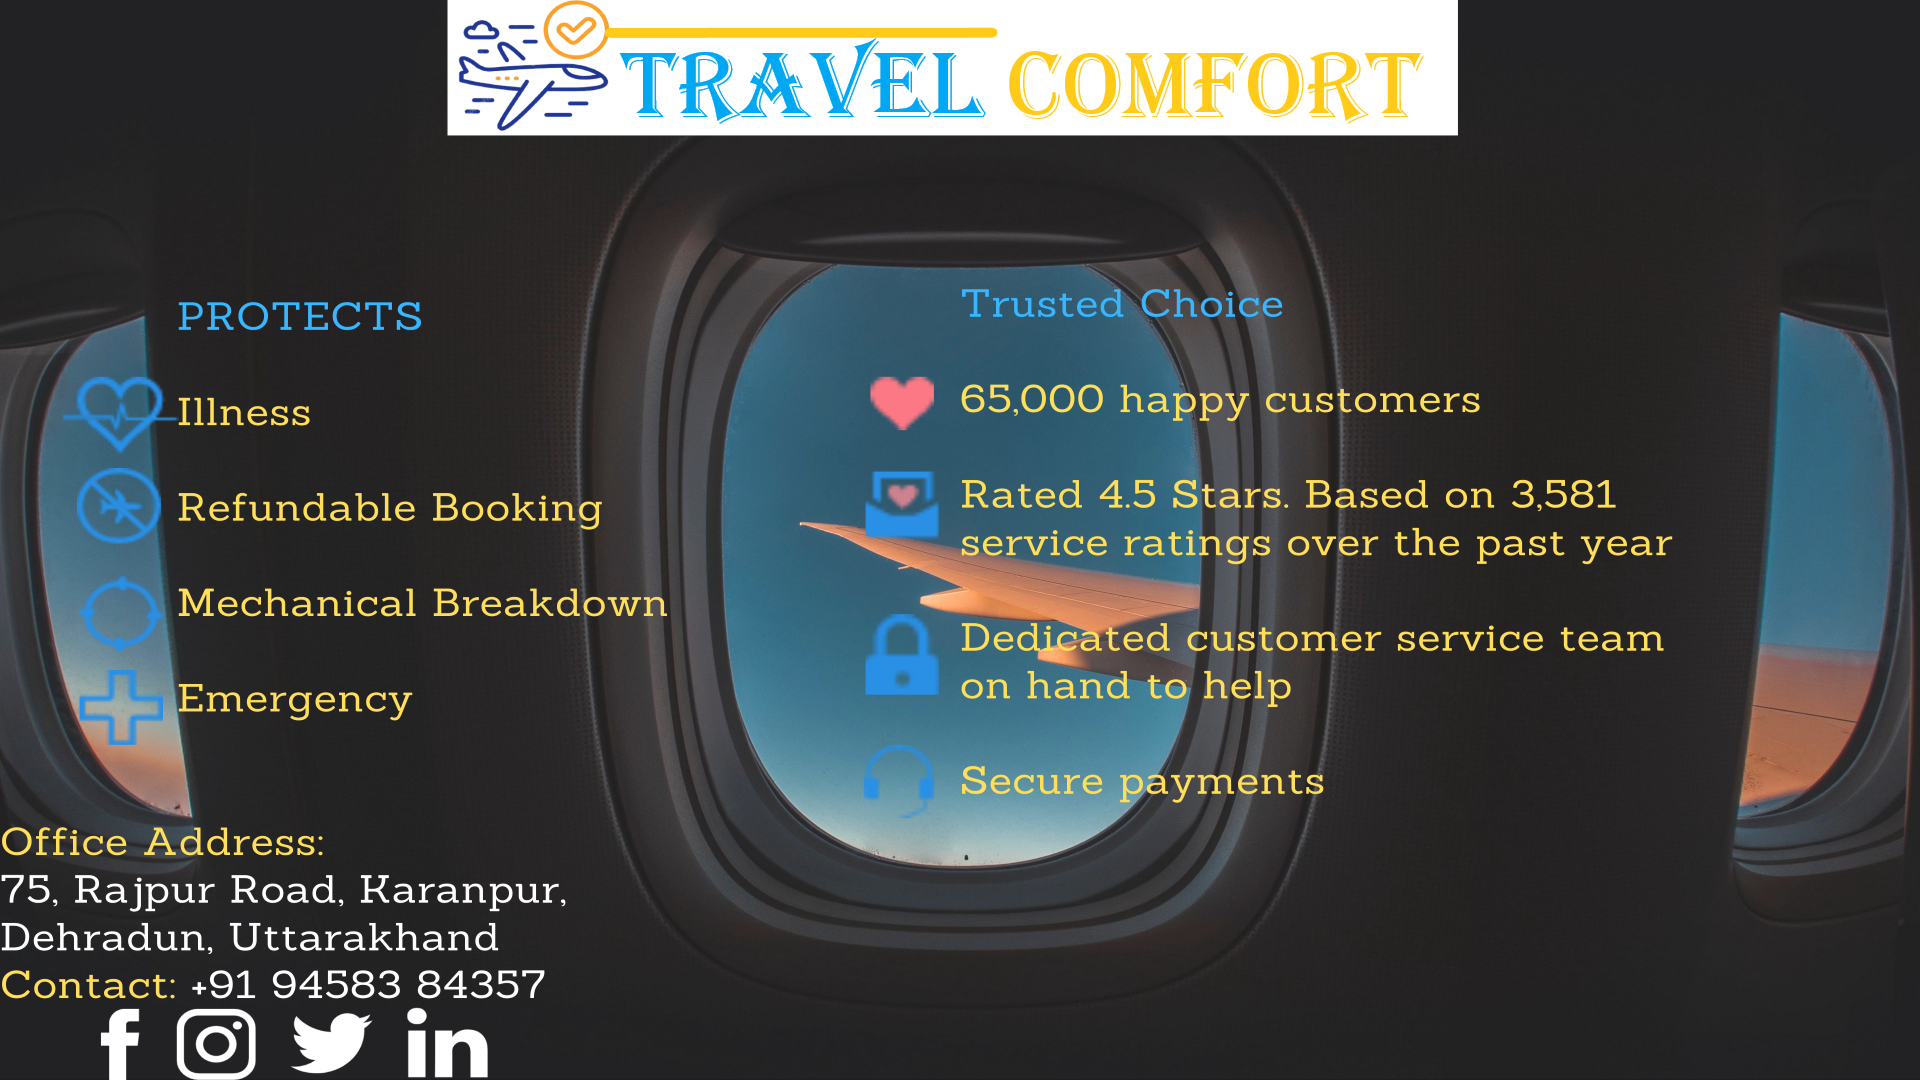 TRAVEL COMFORT
PROTECTS
Illness
Refundable Booking
Mechanical Breakdown
Emergency
Trusted Choice
65,000 happy customers
Rated 4.5 Stars. Based on 3,581
service ratings over the past year
Dedicated customer service team
on hand to help
Secure payments
Office Address:
75, Rajpur Road, Karanpur,
Dehradun, Uttarakhand
Contact: +91 94583 84357